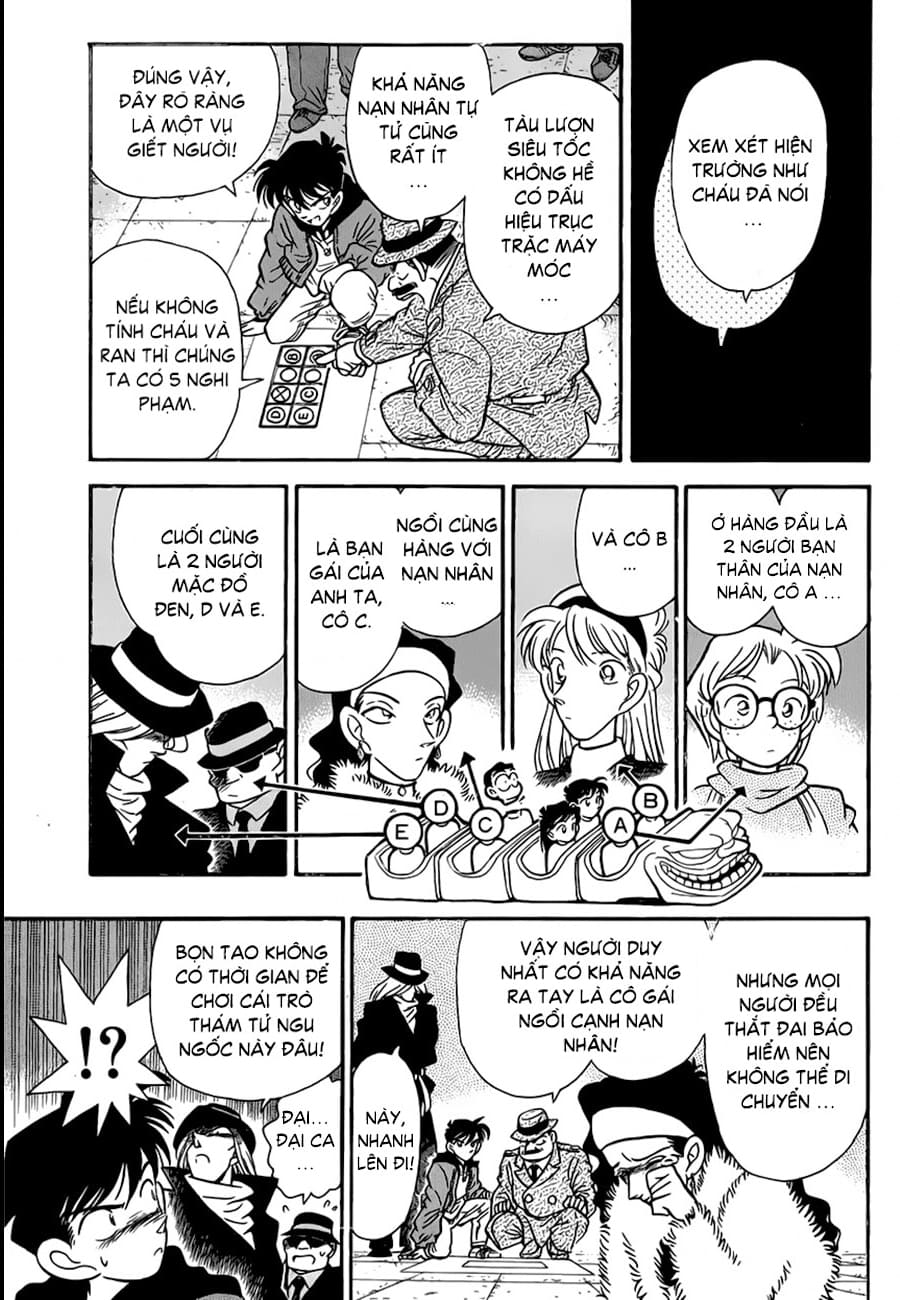 XEM XÉT HIỆN
TRƯỜNG NHƯ
CHÁU ĐÃ NÓI
...
TÀU LƯỢN
SIÊU TỐC
KHÔNG HỀ
CÓ DẤU
HIỆU TRỤC
TRẶC MÁY
MÓC
...
KHẢ NĂNG
NẠN NHÂN TỰ
TỬ CŨNG
RẤT ÍT
...
ĐÚNG VẬY,
ĐÂY RÕ RÀNG
LÀ MỘT VỤ
GIẾT NGƯỜI!
NẾU KHÔNG
TÍNH CHÁU VÀ
RAN THÌ CHÚNG
TA CÓ 5 NGHI
PHẠM.
D E
Ở HÀNG ĐẦU LÀ
2 NGƯỜI BẠN
THÂN CỦA NẠN
NHÂN, CÔ A ...
VÀ CÔ B
...
NGỒI CÙNG
HÀNG VỚI
NẠN NHÂN
...
LÀ BẠN
GÁI CỦA
ANH TA,
CÔ C.
CUỐI CÙNG
LÀ 2 NGƯỜI
MẶC ĐỒ
ĐEN, D VÀ E.
B
A
C
D
E
NHƯNG MỌI
NGƯỜI ĐỀU
THẮT ĐAI BẢO
HIỂM NÊN
KHÔNG THỂ DI
CHUYỂN ...
VẬY NGƯỜI DUY
NHẤT CÓ KHẢ NĂNG
RA TAY LÀ CÔ GÁI
NGỒI CẠNH NẠN
NHÂN!
NÀY,
NHANH
LÊN ĐI!
BỌN TAO KHÔNG
CÓ THỜI GIAN ĐỂ
CHƠI CÁI TRÒ
THÁM TỬ NGU
NGỐC NÀY ĐÂU!
ĐẠI...
ĐẠI CA
...
!?